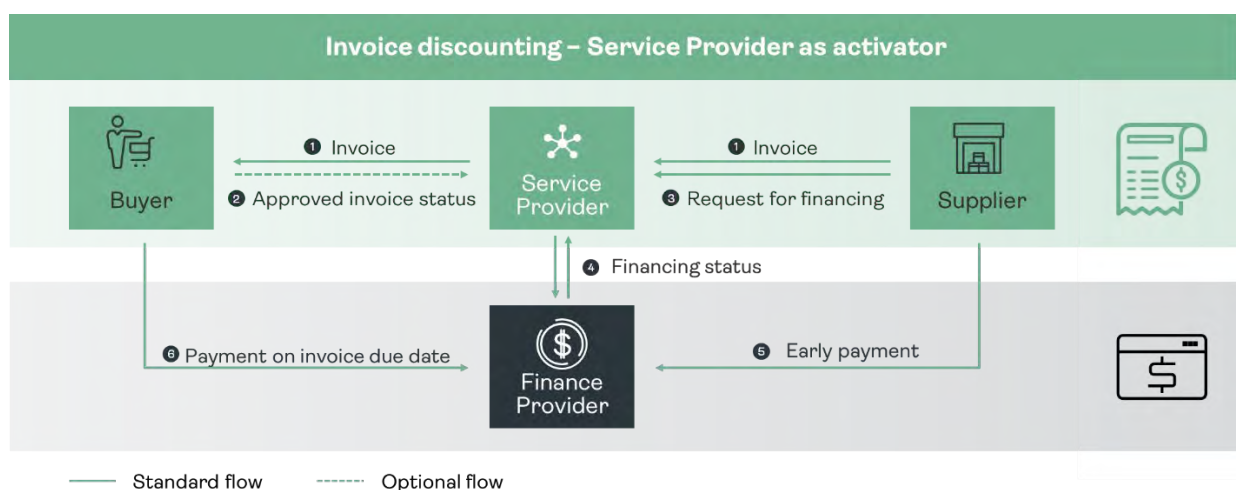 Invoice discounting – Service Provider as activator
1 Invoice
1 Invoice
Buyer
2 Approved invoice status
Service
Provider
3 Request for financing
Supplier
$
4 Financing status
6 Payment on invoice due date
$
5 Early payment
$
Finance
Provider
Standard flow
Optional flow